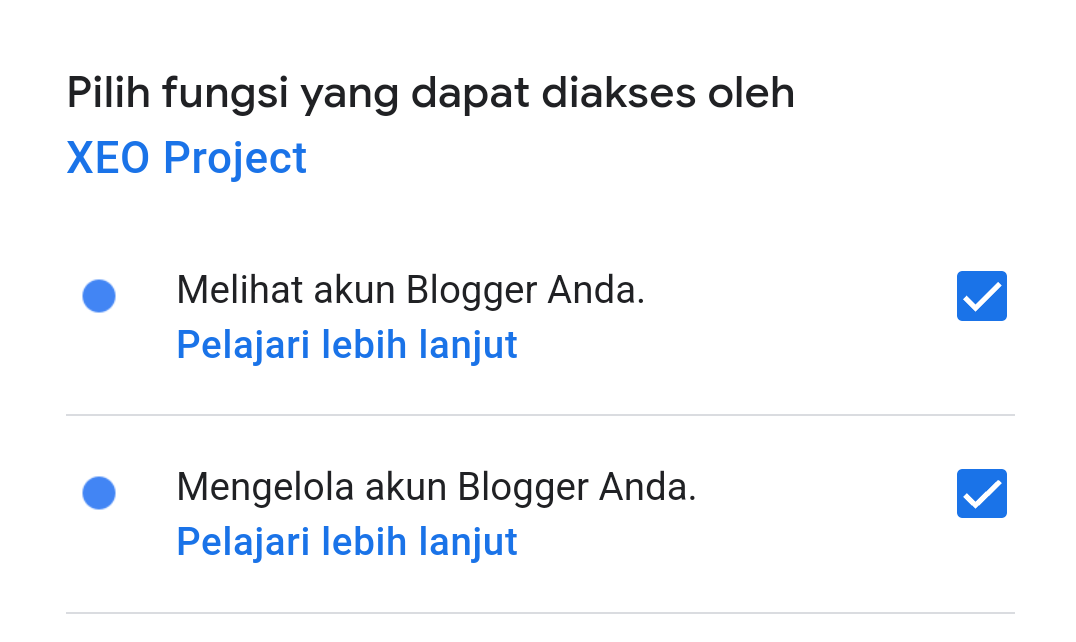 Pilih fungsi yang dapat diakses oleh
XEO Project
Melihat akun Blogger Anda.
Pelajari lebih lanjut
Mengelola akun Blogger Anda.
Pelajari lebih lanjut